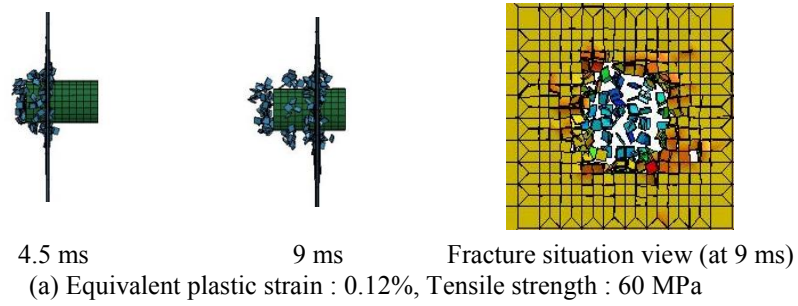 4.5 ms 9 ms Fracture situation view (at 9 ms)
(a) Equivalent plastic strain : 0.12%, Tensile strength : 60 MPa